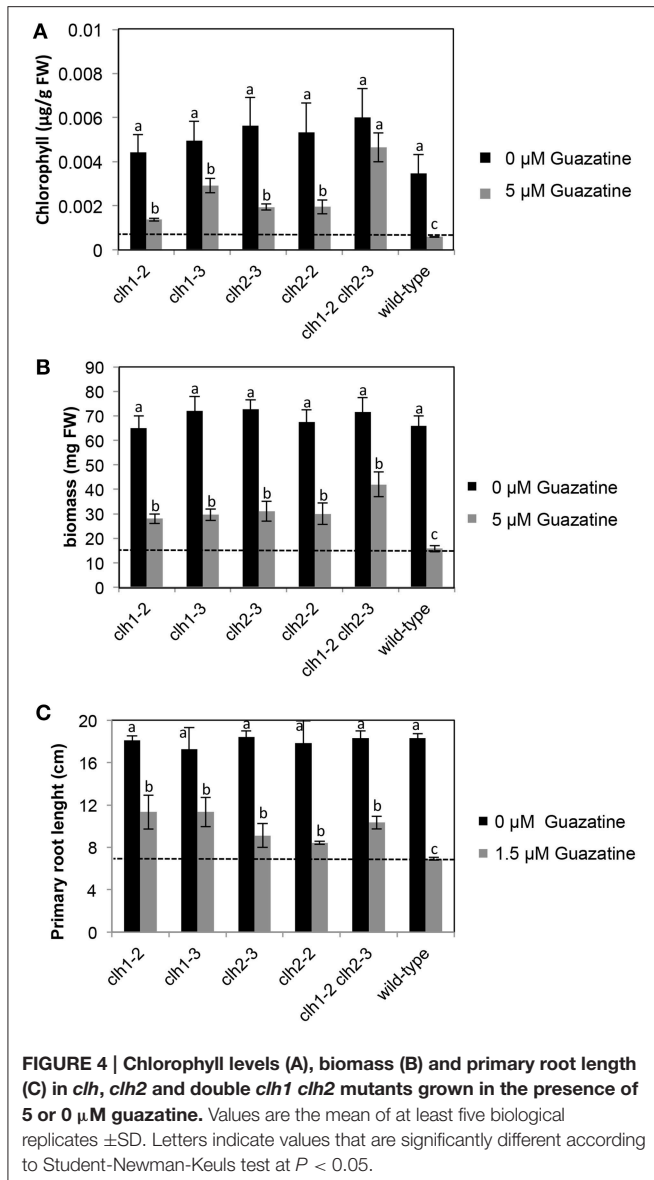 A
0.01
0.008
0.006
0.004
0.002
0
Chlorophyll (µg/g FW)
a
b
a
b
a
b
a
b
a
a
a
c
clh1-2
clh1-3
clh2-3
clh2-2
clh1-2 clh2-3
wild-type
0 µM Guazatine
5 µM Guazatine
B
90
80
70
60
50
40
30
20
10
0
biomass (mg FW)
a
b
a
b
a
b
a
b
a
b
a
c
clh1-2
clh1-3
clh2-3
clh2-2
clh1-2 clh2-3
wild-type
0 µM Guazatine
5 µM Guazatine
C
20
16
12
8
4
0
Primary root lenght (cm)
a
b
a
b
a
b
a
b
a
b
a
c
clh1-2
clh1-3
clh2-3
clh2-2
clh1-2 clh2-3
wild-type
0 µM Guazatine
1.5 µM Guazatine
FIGURE 4 | Chlorophyll levels (A), biomass (B) and primary root length
(C) in clh, clh2 and double clh1 clh2 mutants grown in the presence of
5 or 0 µM guazatine. Values are the mean of at least five biological
replicates ±SD. Letters indicate values that are significantly different according
to Student-Newman-Keuls test at P < 0.05.